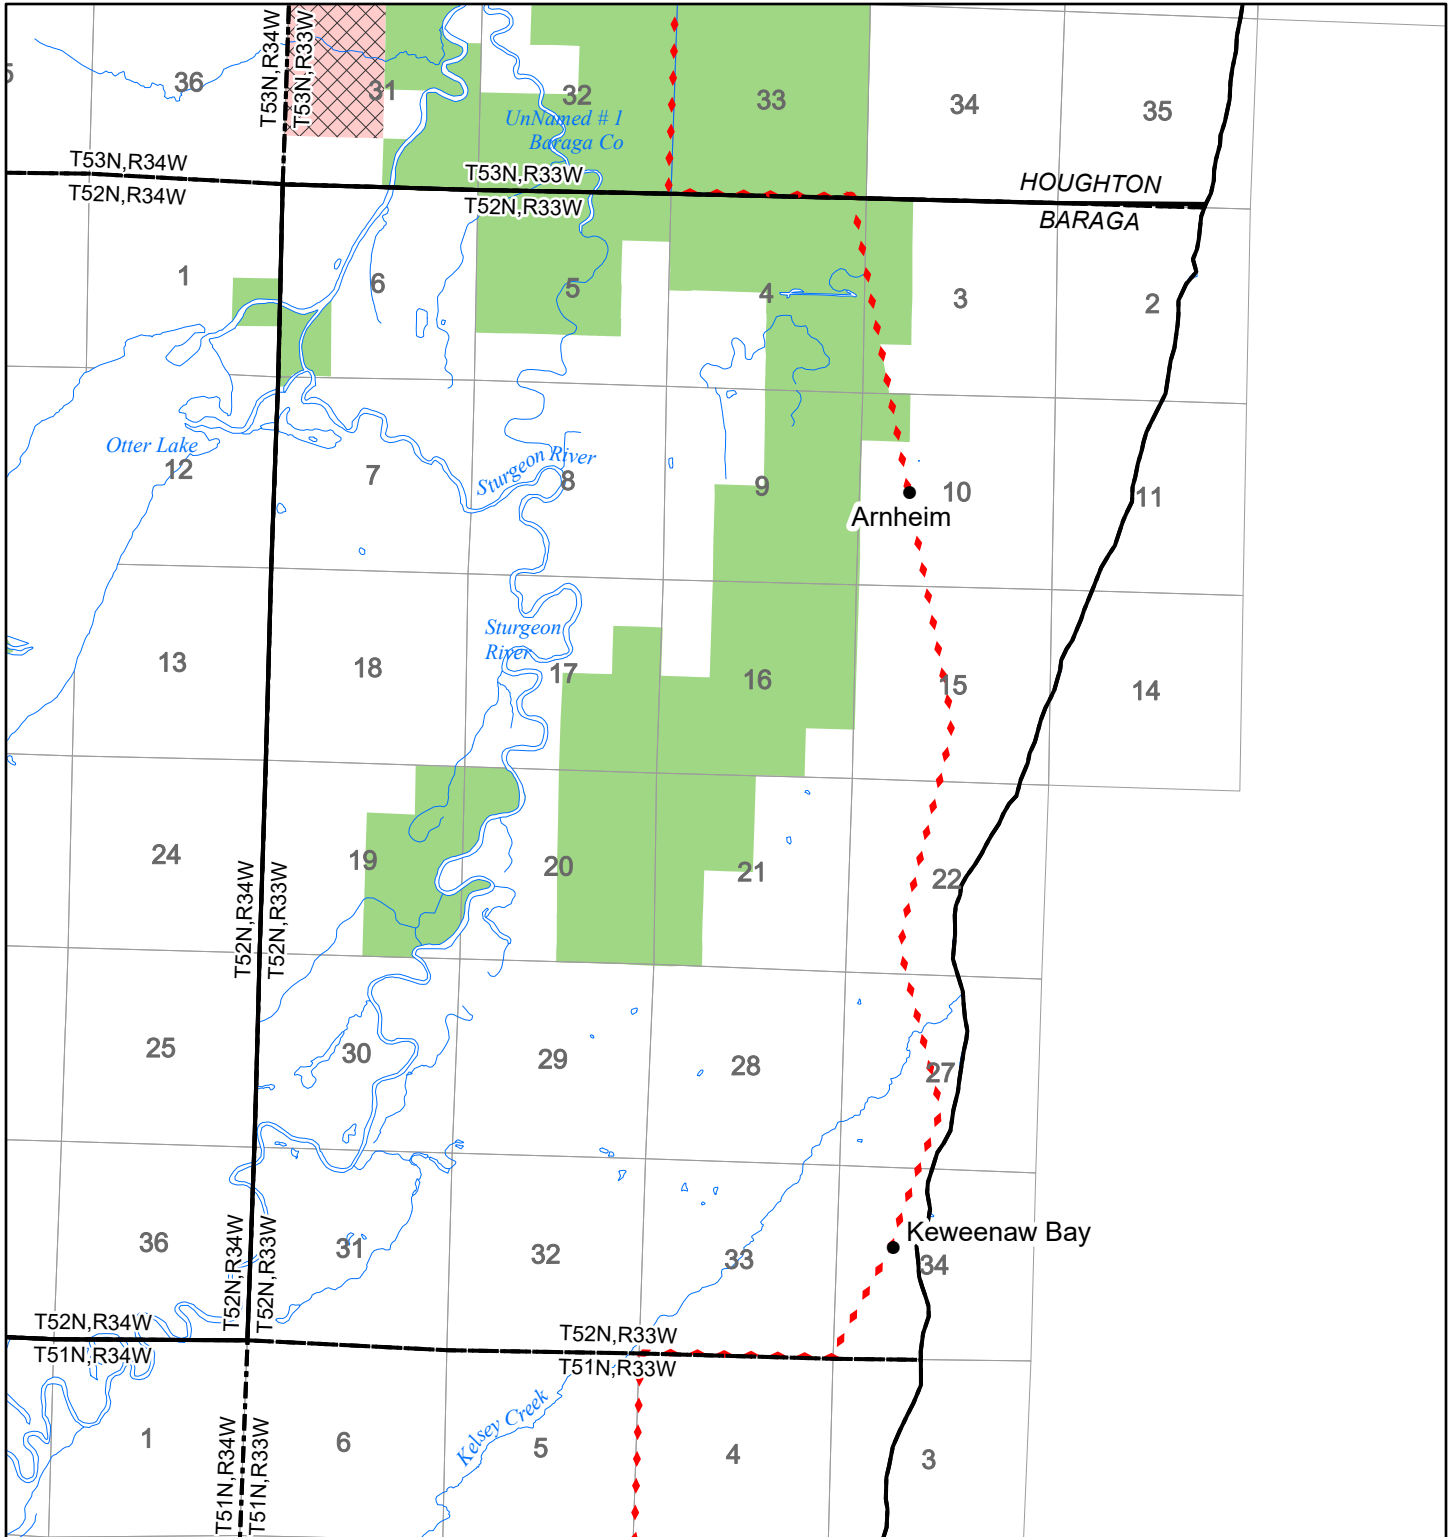 T53N,R34W
T53N,R33W
5
36
31
32
33
34
35
UnNamed # 1
Baraga Co
T53N,R34W
T52N,R34W
T53N,R33W
T52N,R33W
HOUGHTON
BARAGA
1
6
5
4
3
2
Otter Lake
12
7
Sturgeon River
8
9
10
11
Arnheim
Sturgeon
River
13
18
17
16
15
14
24
19
20
21
22
T52N,R34W
T52N,R33W
25
30
29
28
27
36
31
32
33
34
Keweenaw Bay
T52N,R34W
T52N,R33W
T52N,R34W
T51N,R34W
T52N,R33W
T51N,R33W
Kelsey Creek
1
6
5
4
3
T51N,R34W
T51N,R33W